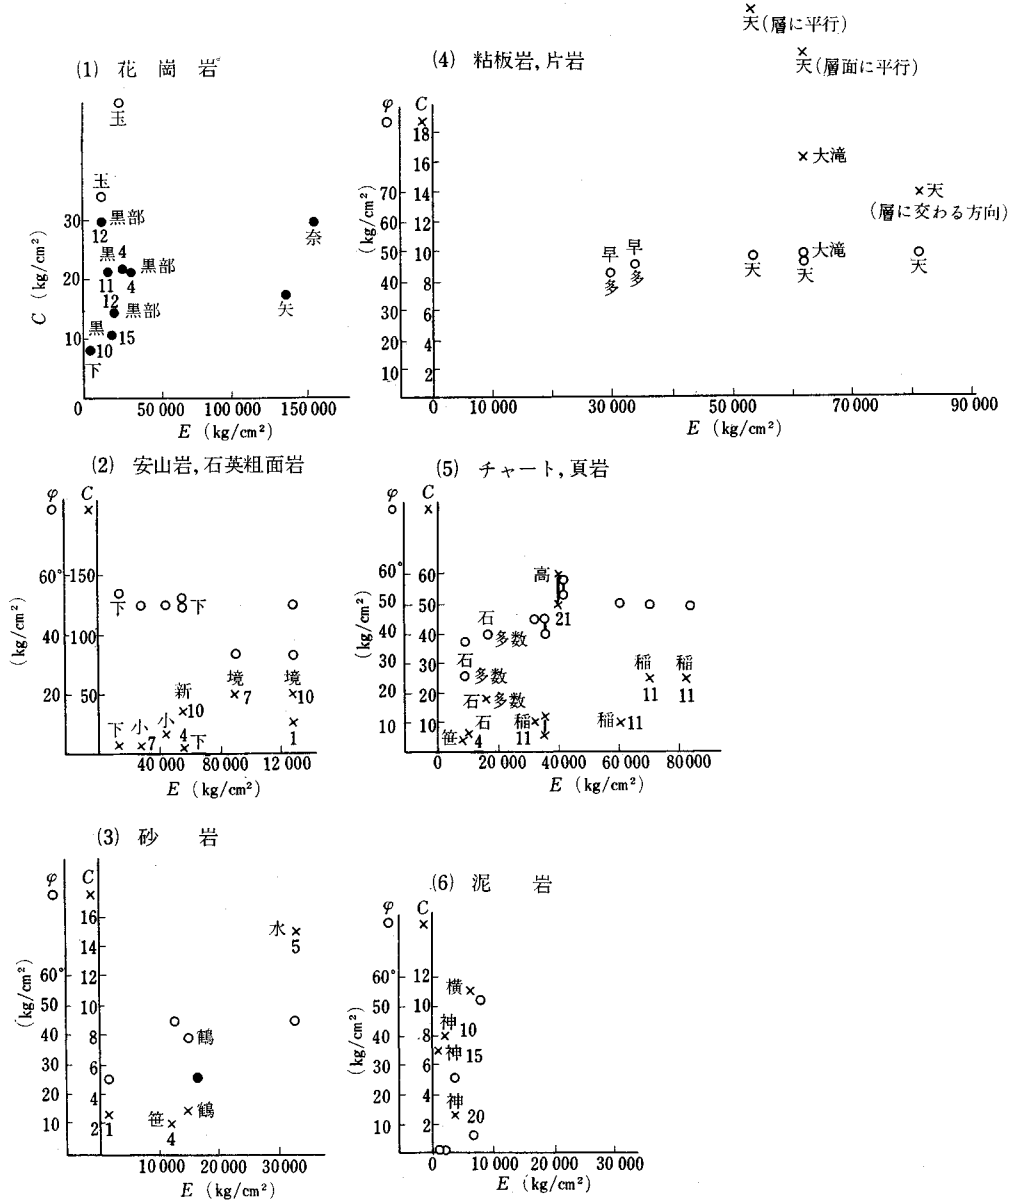 (1) 花 崗 岩
C (kg/cm²)
30
20
10
0
50 000
100 000
150 000
E (kg/cm²)
玉
玉
黒部
12
黒 4
黒部
11
4
12
黒部
黒
15
10
下
奈
矢
(4) 粘板岩, 片岩
天(層に平行)
天(層面に平行)
φ C
(kg/cm²)
18
16
70 14
60 12
50 10
40 8
30 6
20 4
10 2
0
10 000
30 000
50 000
70 000
90 000
E (kg/cm²)
大滝
天
(層に交わる方向)
早
多
早
多
天
大滝
天
天
(2) 安山岩, 石英粗面岩
φ C
(kg/cm²)
60° 150
40 100
20 50
40 000
80 000
12 000
E (kg/cm²)
下
下
境
7
境
10
新
10
下
小
7
小
4
下
1
(5) チャート, 頁岩
φ C
(kg/cm²)
60° 60
50 50
40 40
30 30
20 20
10 10
0
20 000
40 000
60 000
80 000
E (kg/cm²)
高
21
石
多数
石
多数
石
多数
笹
4
石
稲
11
1
稲
11
稲
11
稲
11
(3) 砂 岩
φ C
(kg/cm²)
16
14
60° 12
50 10
40 8
30 6
20 4
10 2
10 000
20 000
30 000
E (kg/cm²)
水
5
鶴
鶴
笹
4
1
(6) 泥 岩
φ C
(kg/cm²)
60° 12
50 10
40 8
30 6
20 4
10 2
0
10 000
20 000
30 000
E (kg/cm²)
横
神 10
神 15
神
20